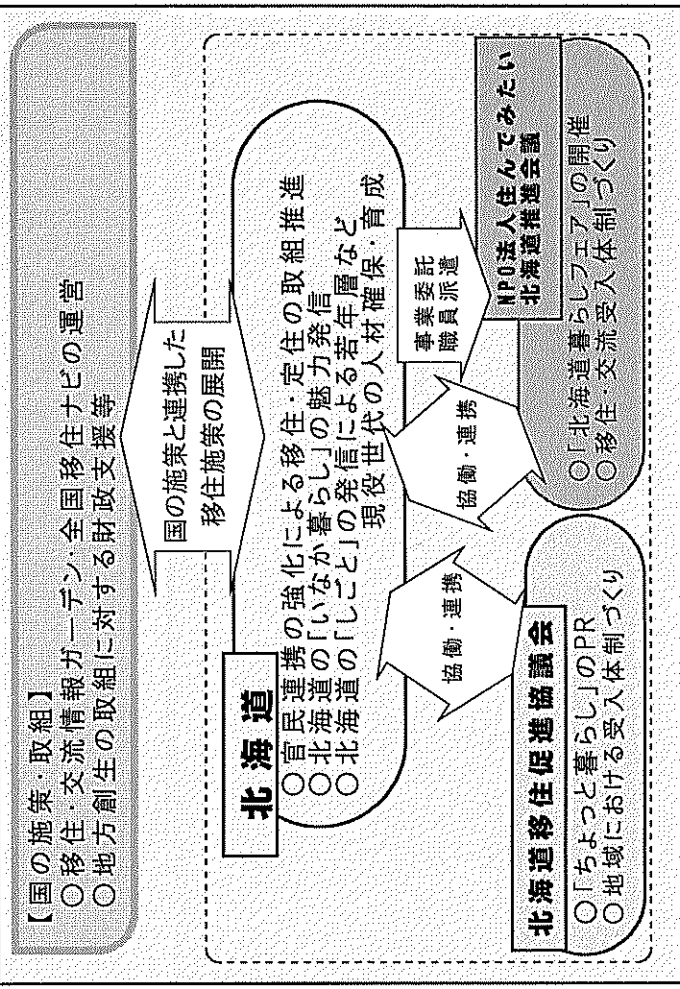 【国の施策・取組】
○移住・交流情報ガーデン・全国移住ナビの運営
○地方創生の取組に対する財政支援等
国の施策と連携した
移住施策の展開
北海道
○官民連携の強化による移住・定住の取組推進
○北海道の「いなか暮らし」の魅力発信
○北海道の「しごと」の発信による若年層など
現役世代の人材確保・育成
協働・連携
協働・連携
事業委託
職員派遣
北海道移住促進協議会
○「ちょっと暮らし」のPR
○地域における受入体制づくり
NPO法人住んでみたい
北海道推進会議
○「北海道暮らしフェア」の開催
○移住・交流受入体制づくり